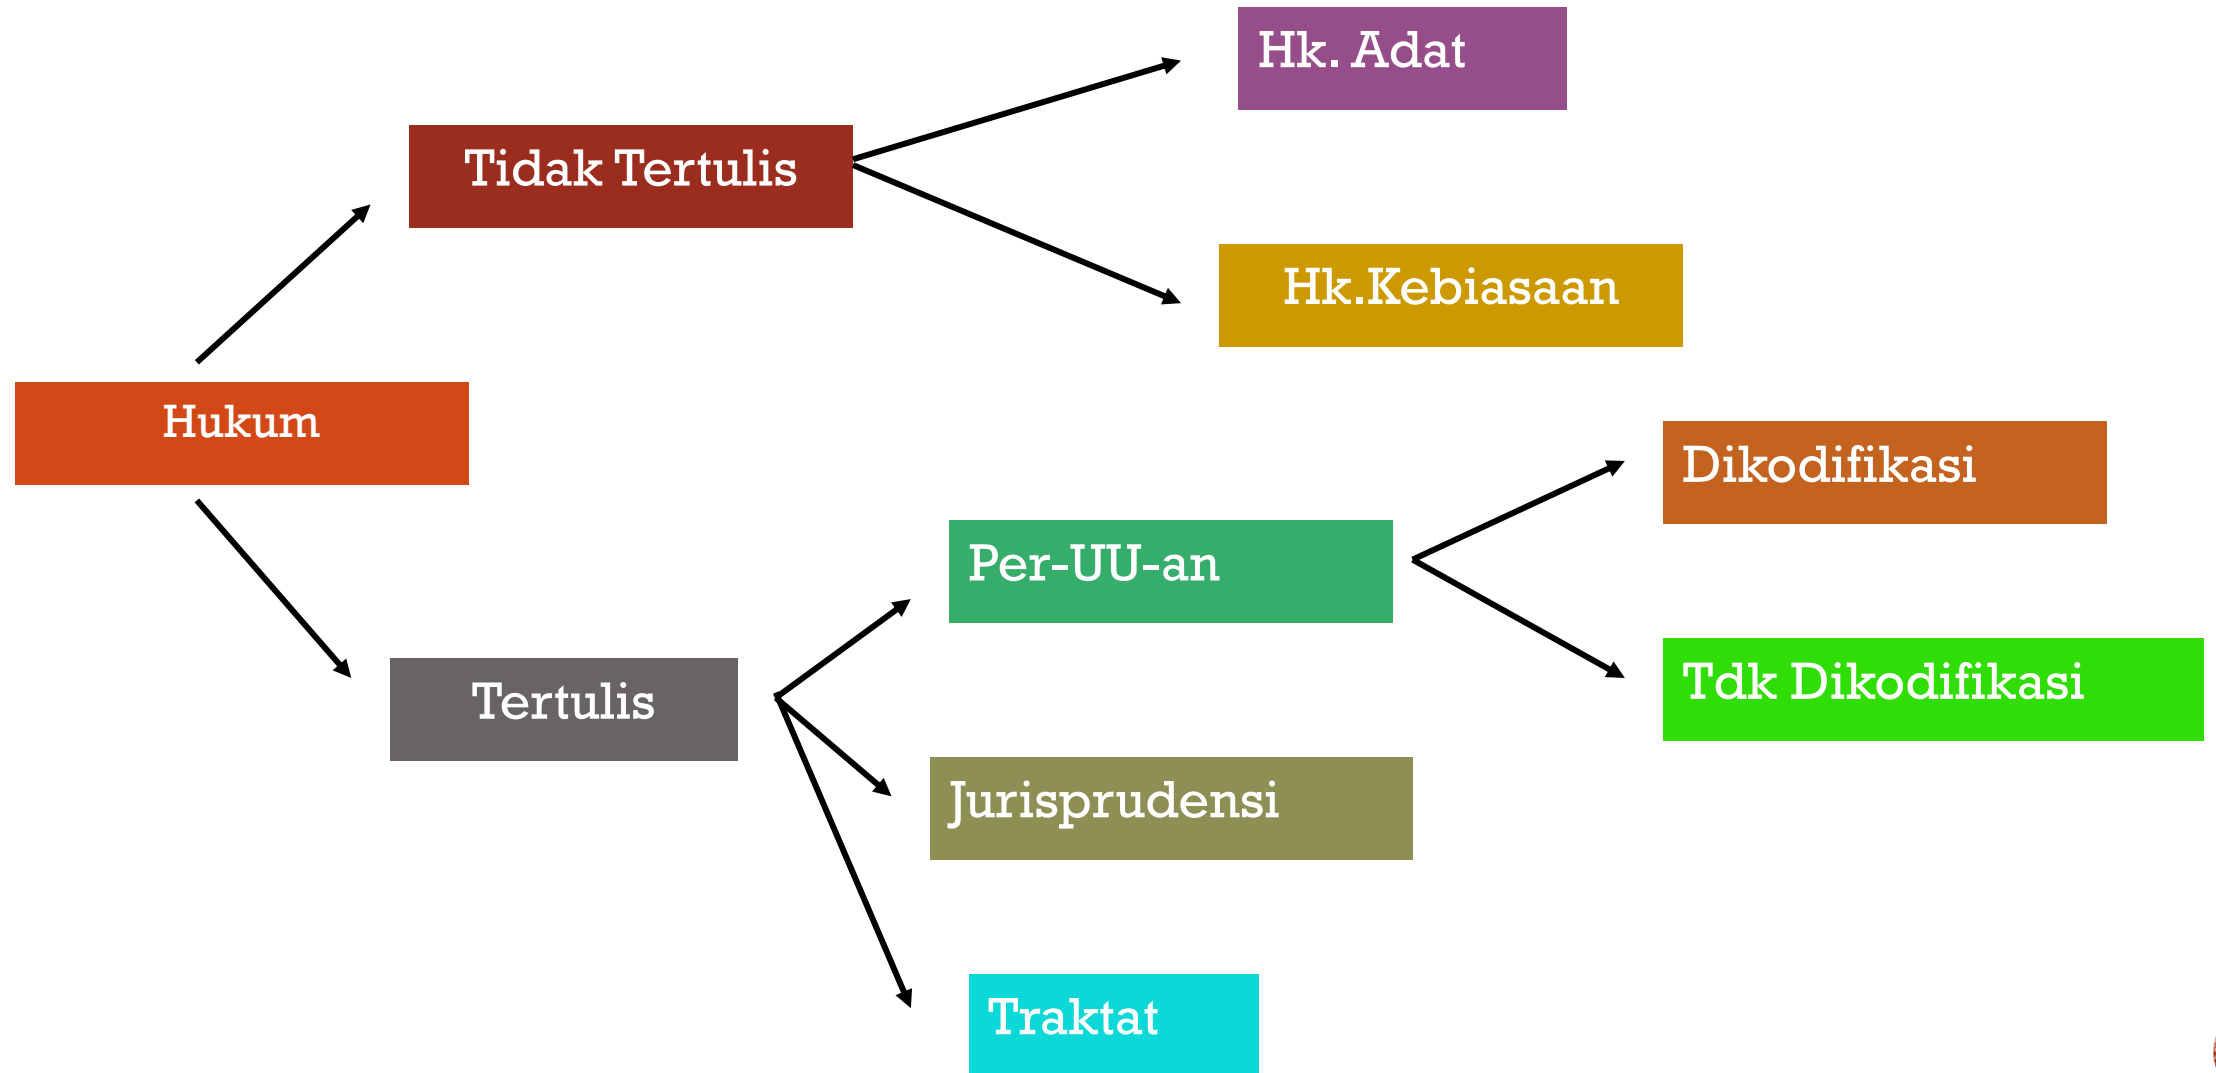 Hk. Adat
Tidak Tertulis
Hk.Kebiasaan
Hukum
Dikodifikasi
Per-UU-an
Tdk Dikodifikasi
Tertulis
Jurisprudensi
Traktat